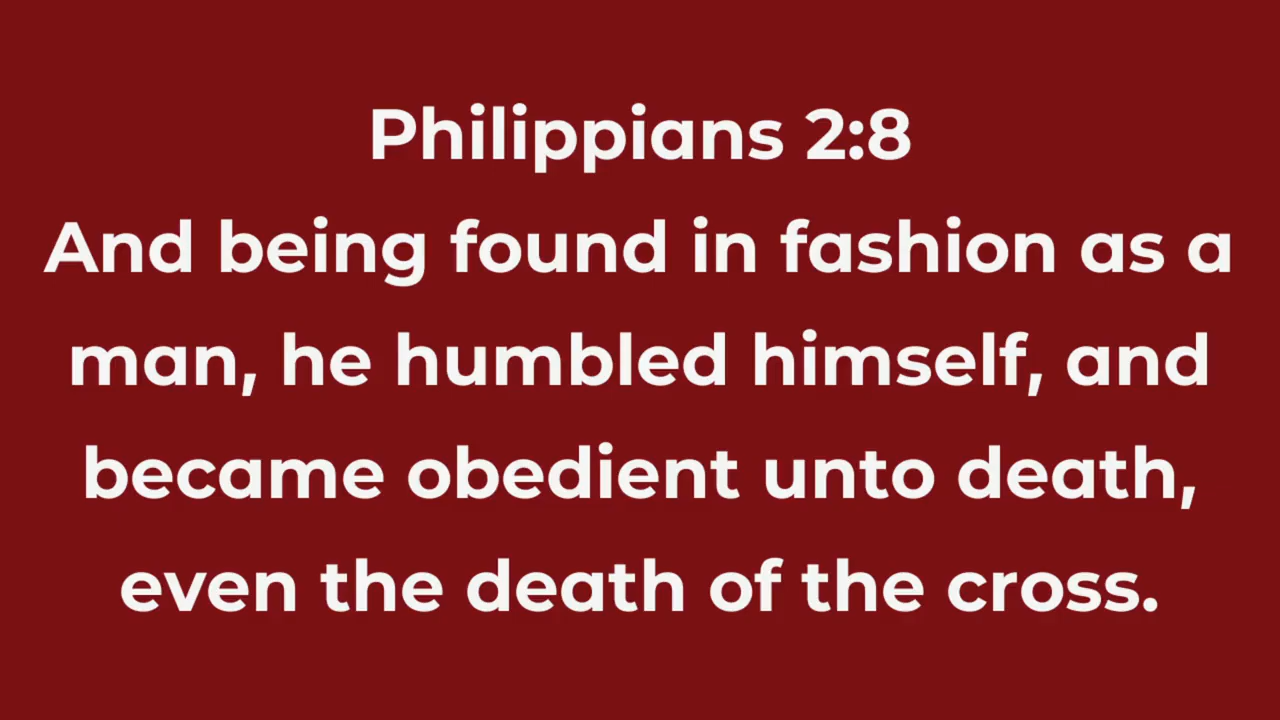 Philippians 2:8
And being found in fashion as a
man, he humbled himself, and
became obedient unto death,
even the death of the cross.